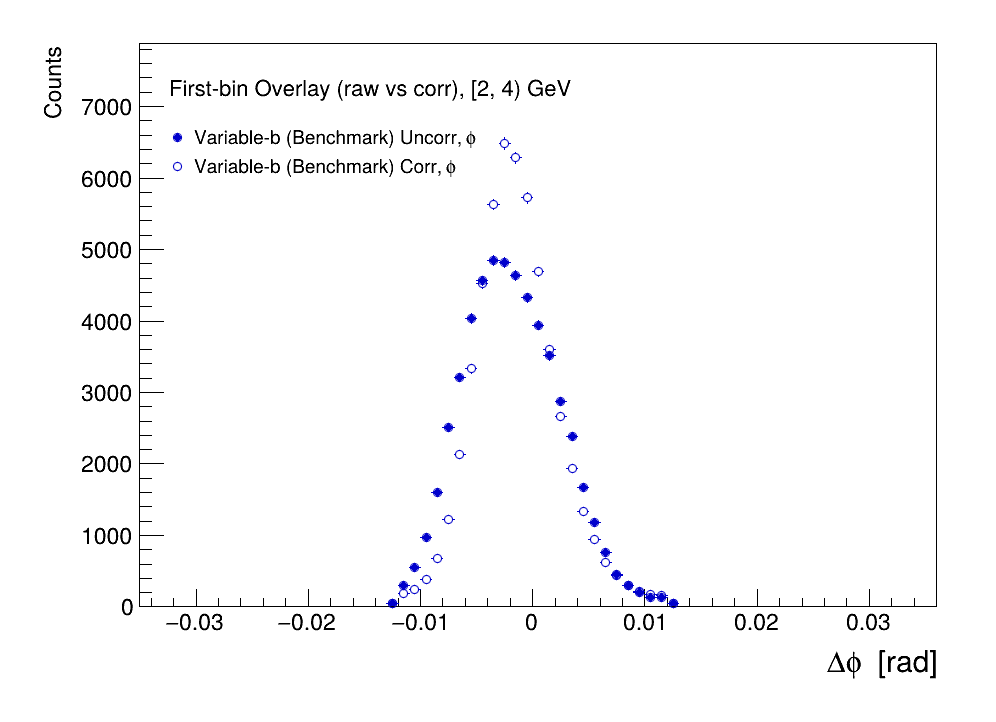 Counts
First-bin Overlay (raw vs corr), [2, 4) GeV
Variable-b (Benchmark) Uncorr, ϕ
Variable-b (Benchmark) Corr, ϕ
7000
6000
5000
4000
3000
2000
1000
0
−0.03 −0.02 −0.01 0 0.01 0.02 0.03
Δϕ [rad]